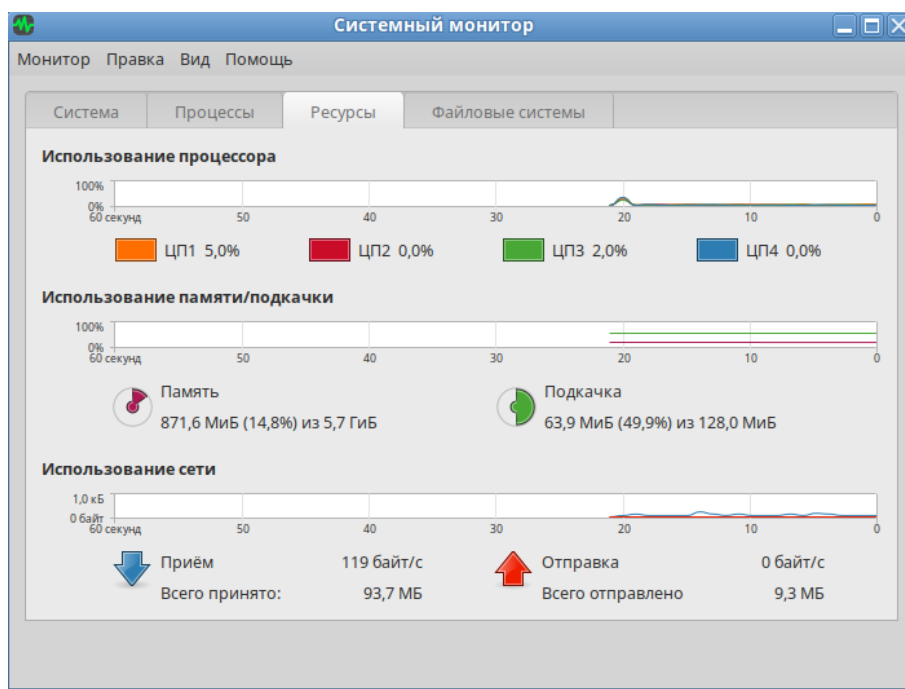 Системный монитор
Монитор Правка Вид Помощь
Система Процессы Ресурсы Файловые системы
Использование процессора
100%
0%
60 секунд 50 40 30 20 10 0
ЦП1 5,0% ЦП2 0,0% ЦП3 2,0% ЦП4 0,0%
Использование памяти/подкачки
100%
0%
60 секунд 50 40 30 20 10 0
Память Подкачка
871,6 МиБ (14,8%) из 5,7 ГиБ 63,9 МиБ (49,9%) из 128,0 МиБ
Использование сети
1,0 кБ
0 байт
60 секунд 50 40 30 20 10 0
Приём 119 байт/с Отправка 0 байт/с
Всего принято: 93,7 МБ Всего отправлено 9,3 МБ